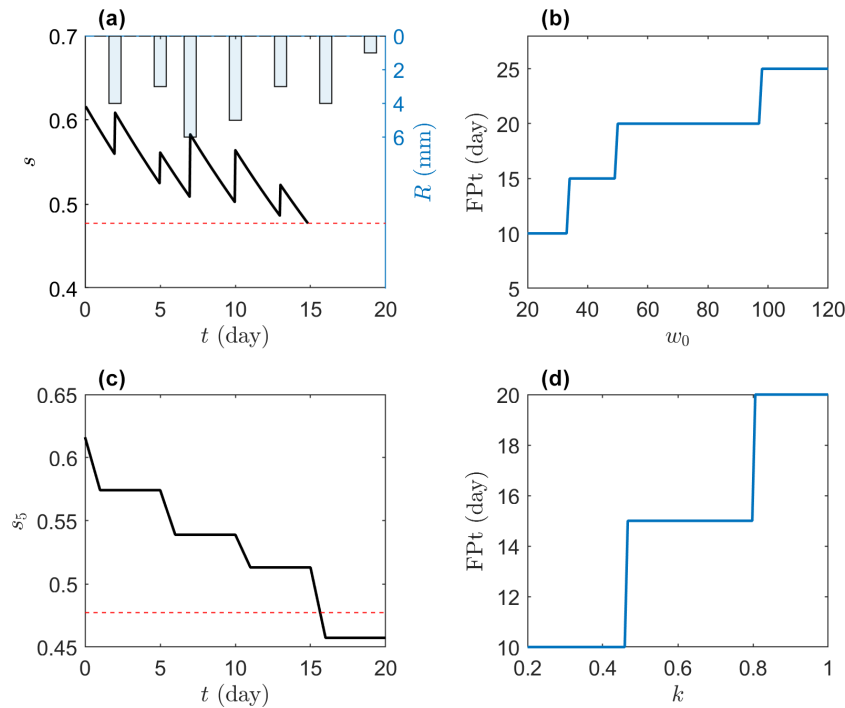 (a)
0.7
0.6
0.5
0.4
s
0
2
4
6
R (mm)
0 5 10 15 20
t (day)
(b)
25
20
15
10
5
FPt (day)
20 40 60 80 100 120
w₀
(c)
0.65
0.6
0.55
0.5
0.45
s₅
0 5 10 15 20
t (day)
(d)
20
18
16
14
12
10
FPt (day)
0.2 0.4 0.6 0.8 1
k